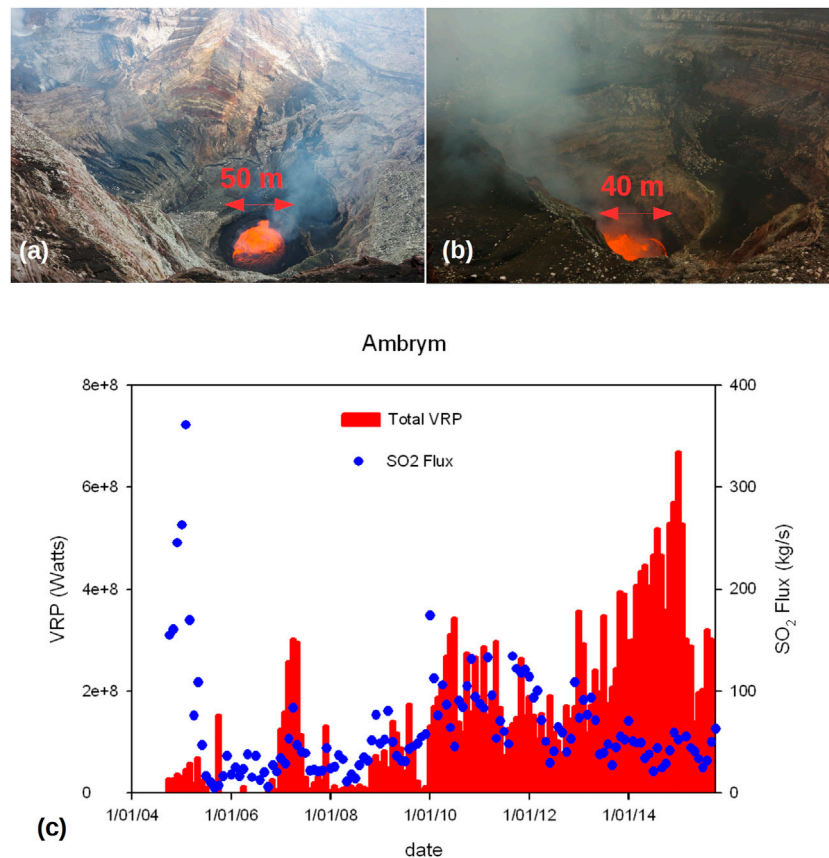 50 m
40 m
(a)
(b)
Ambrym
8e+8
6e+8
4e+8
2e+8
0
VRP (Watts)
Total VRP
SO2 Flux
400
300
200
100
0
SO₂ Flux (kg/s)
1/01/04
1/01/06
1/01/08
1/01/10
1/01/12
1/01/14
date
(c)